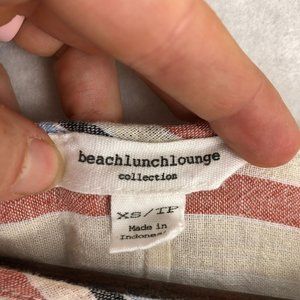 beachlunchlounge
collection
XS/TP
Made in
Indonesia